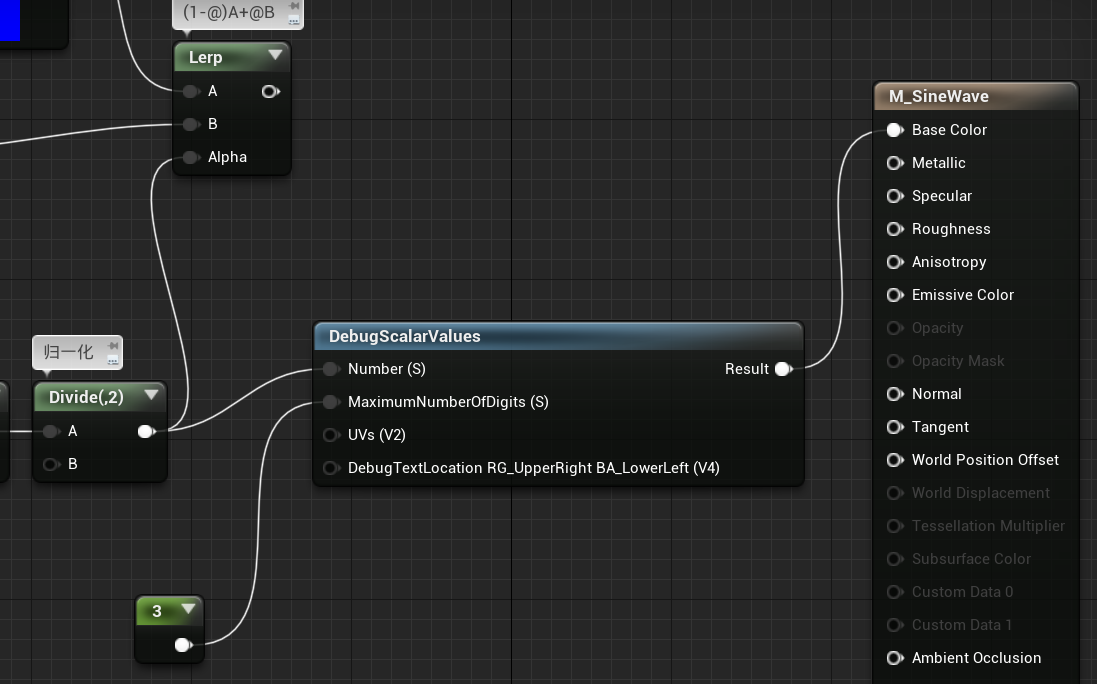 (1-@)A+@B
Lerp
A
B
Alpha
M_SineWave
Base Color
Metallic
Specular
Roughness
Anisotropy
Emissive Color
Opacity
Opacity Mask
Normal
Tangent
World Position Offset
World Displacement
Tessellation Multiplier
Subsurface Color
Custom Data 0
Custom Data 1
Ambient Occlusion
归一化
Divide(,2)
A
B
DebugScalarValues
Number (S)
Result
MaximumNumberOfDigits (S)
UVs (V2)
DebugTextLocation RG_UpperRight BA_LowerLeft (V4)
3